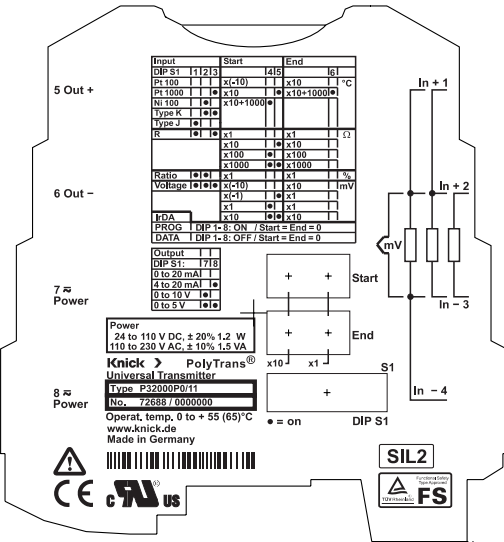 Input Start End
DIP S1 1 2 3 4 5 6
Pt 100 x(-10) x10 °C
Pt 1000 x10 x10+1000
Ni 100 x10+1000
Type K
Type J
R x1 x1 Ω
x10 x10
x100 x100
x1000 x1000
Ratio x1 x1 %
Voltage x(-10) x10 mV
x(-1) x1
x1 x1
IrDA x10 x10
PROG DIP 1- 8: ON / Start = End = 0
DATA DIP 1- 8: OFF / Start = End = 0
5 Out +
6 Out –
7 ≂
Power
8 ≂
Power
Output
DIP S1: 7 8
0 to 20 mA
4 to 20 mA
0 to 10 V
0 to 5 V
+ + Start
+ + End
x10 x1
S1
● = on DIP S1
In + 1
In + 2
mV
In – 3
In – 4
Power
24 to 110 V DC, ± 20% 1.2 W
110 to 230 V AC, ± 10% 1.5 VA
Knick > PolyTrans®
Universal Transmitter
Type P32000P0/11
No. 72688 / 0000000
Operat. temp. 0 to + 55 (65)°C
www.knick.de
Made in Germany
CE c RU ® US
SIL2
TÜV Rheinland
Functional Safety
Type Approved
FS